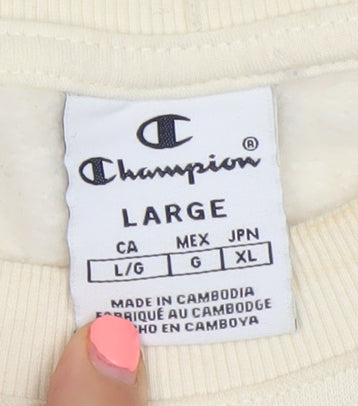 Champion®
LARGE
CA MEX JPN
L/G G XL
MADE IN CAMBODIA
FABRIQUÉ AU CAMBODGE
EN CAMBOYA